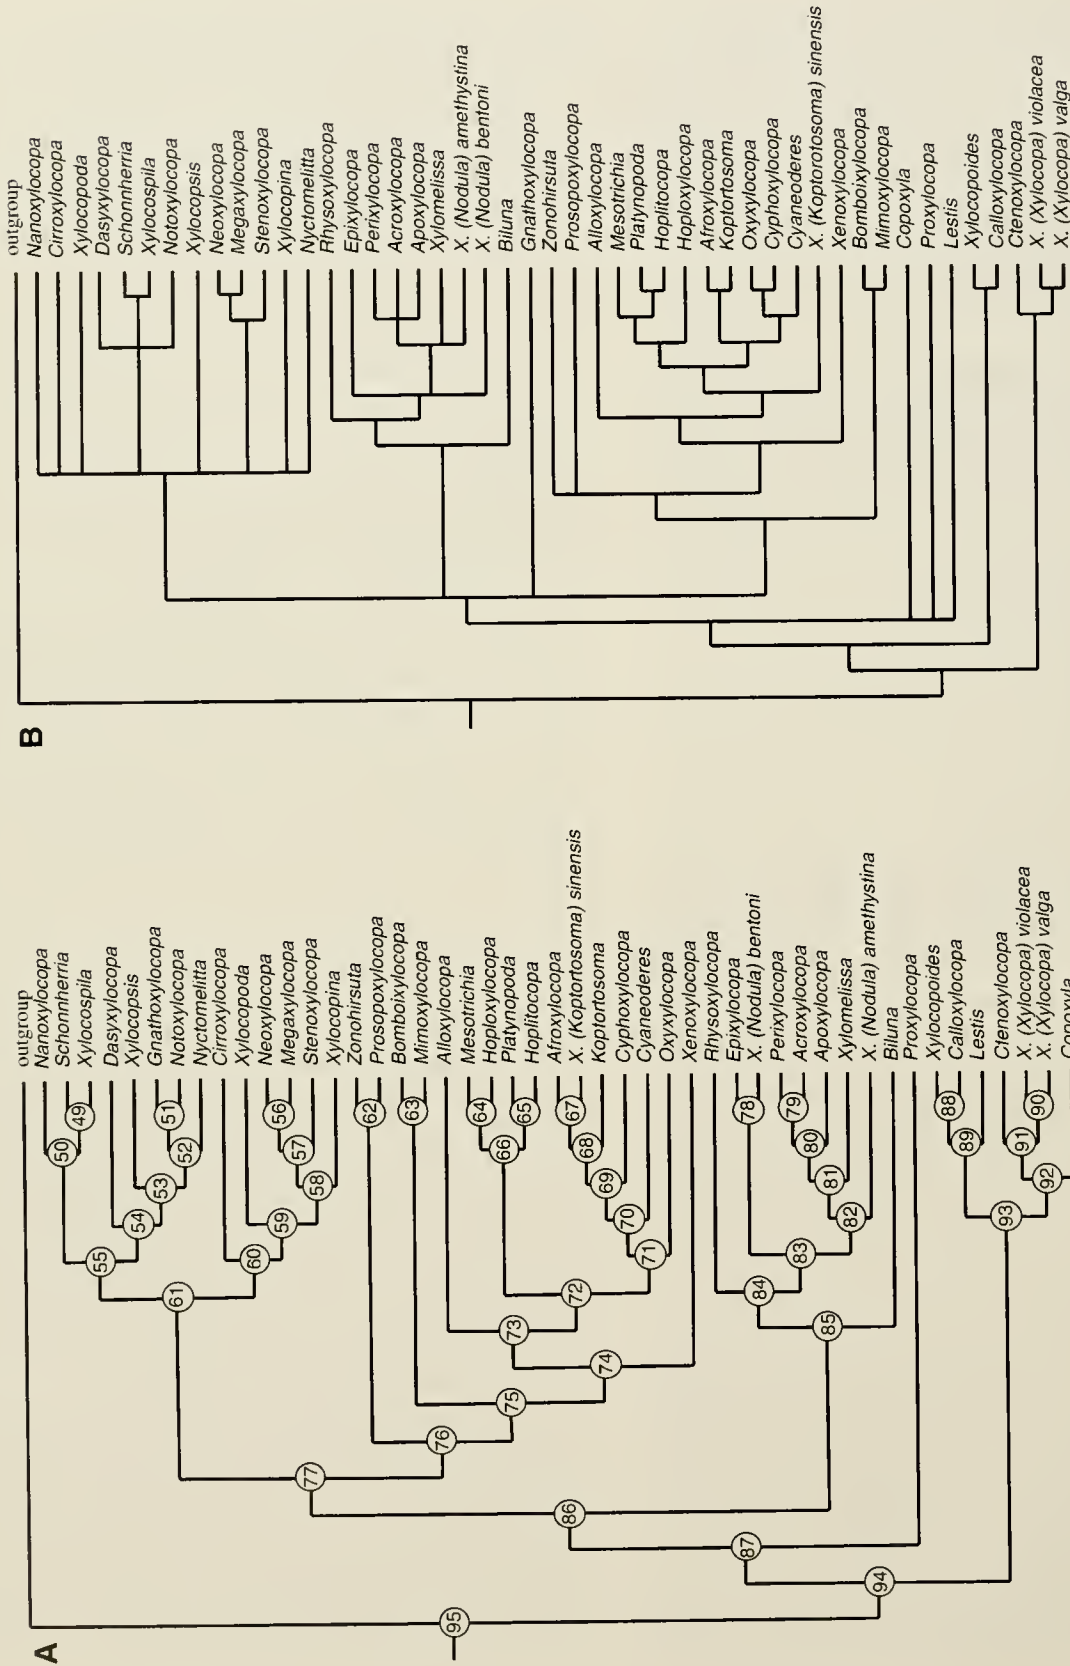 A
outgroup
Nanoxylocopa
Schonnherria
Xylocospila
Dasyxylocopa
Xylocopsis
Gnathoxylocopa
Notoxylocopa
Nyctomelitta
Cirroxylocopa
Xylocopoda
Neoxylocopa
Megaxylocopa
Stenoxylocopa
Xylocopina
Zonohirsuta
Prosopoxylocopa
Bomboixylocopa
Mimoxylocopa
Alloxylocopa
Mesotrichia
Hoploxylocopa
Platynopoda
Hoplitocopa
Afroxylocopa
X. (Koptortosoma) sinensis
Koptortosoma
Cyphoxylocopa
Cyaneoderes
Oxyxylocopa
Xenoxylocopa
Rhysoxylocopa
Epixylocopa
X. (Nodula) bentoni
Perixylocopa
Acroxylocopa
Apoxylocopa
Xylomelissa
X. (Nodula) amethystina
Biluna
Proxylocopa
Xylocopoides
Calloxylocopa
Lestis
Ctenoxylocopa
X. (Xylocopa) violacea
X. (Xylocopa) valga
Copoxyla
49
50
51
52
53
54
55
56
57
58
59
60
61
62
63
64
65
66
67
68
69
70
71
72
73
74
75
76
77
78
79
80
81
82
83
84
85
86
87
88
89
90
91
92
93
94
95
B
outgroup
Nanoxylocopa
Cirroxylocopa
Xylocopoda
Dasyxylocopa
Schonnherria
Xylocospila
Notoxylocopa
Xylocopsis
Neoxylocopa
Megaxylocopa
Stenoxylocopa
Xylocopina
Nyctomelitta
Rhysoxylocopa
Epixylocopa
Perixylocopa
Acroxylocopa
Apoxylocopa
Xylomelissa
X. (Nodula) amethystina
X. (Nodula) bentoni
Biluna
Gnathoxylocopa
Zonohirsuta
Prosopoxylocopa
Alloxylocopa
Mesotrichia
Platynopoda
Hoplitocopa
Hoploxylocopa
Afroxylocopa
Koptortosoma
Oxyxylocopa
Cyphoxylocopa
Cyaneoderes
X. (Koptorotosoma) sinensis
Xenoxylocopa
Bomboixylocopa
Mimoxylocopa
Copoxyla
Proxylocopa
Lestis
Xylocopoides
Calloxylocopa
Ctenoxylocopa
X. (Xylocopa) violacea
X. (Xylocopa) valga